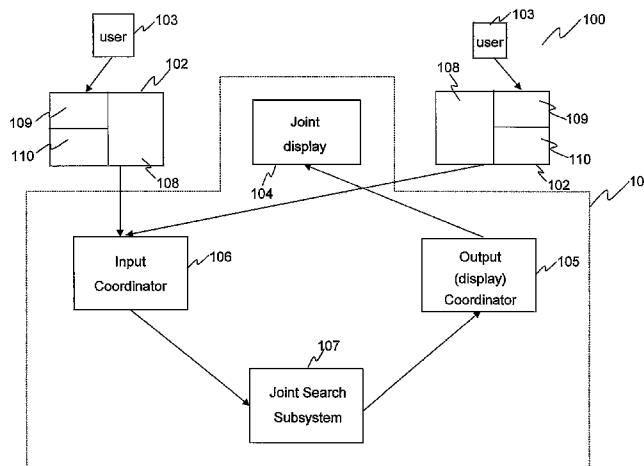 103
user
102
109
110
108
Joint
display
104
103
user
100
108
109
110
102
10
Input
Coordinator
106
Output
(display)
Coordinator
105
107
Joint Search
Subsystem